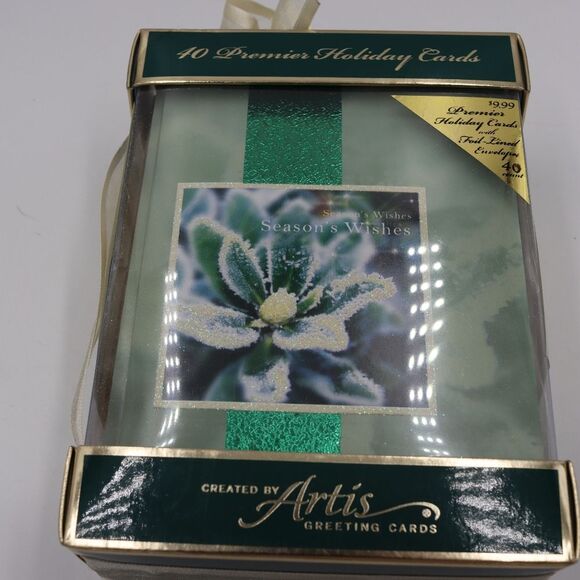 40 Premier Holiday Cards
$9.99
Premier
Holiday Cards
with
Foil-Lined
Envelopes
40
count
Season's Wishes
Season's Wishes
CREATED BY Artis ®
GREETING CARDS